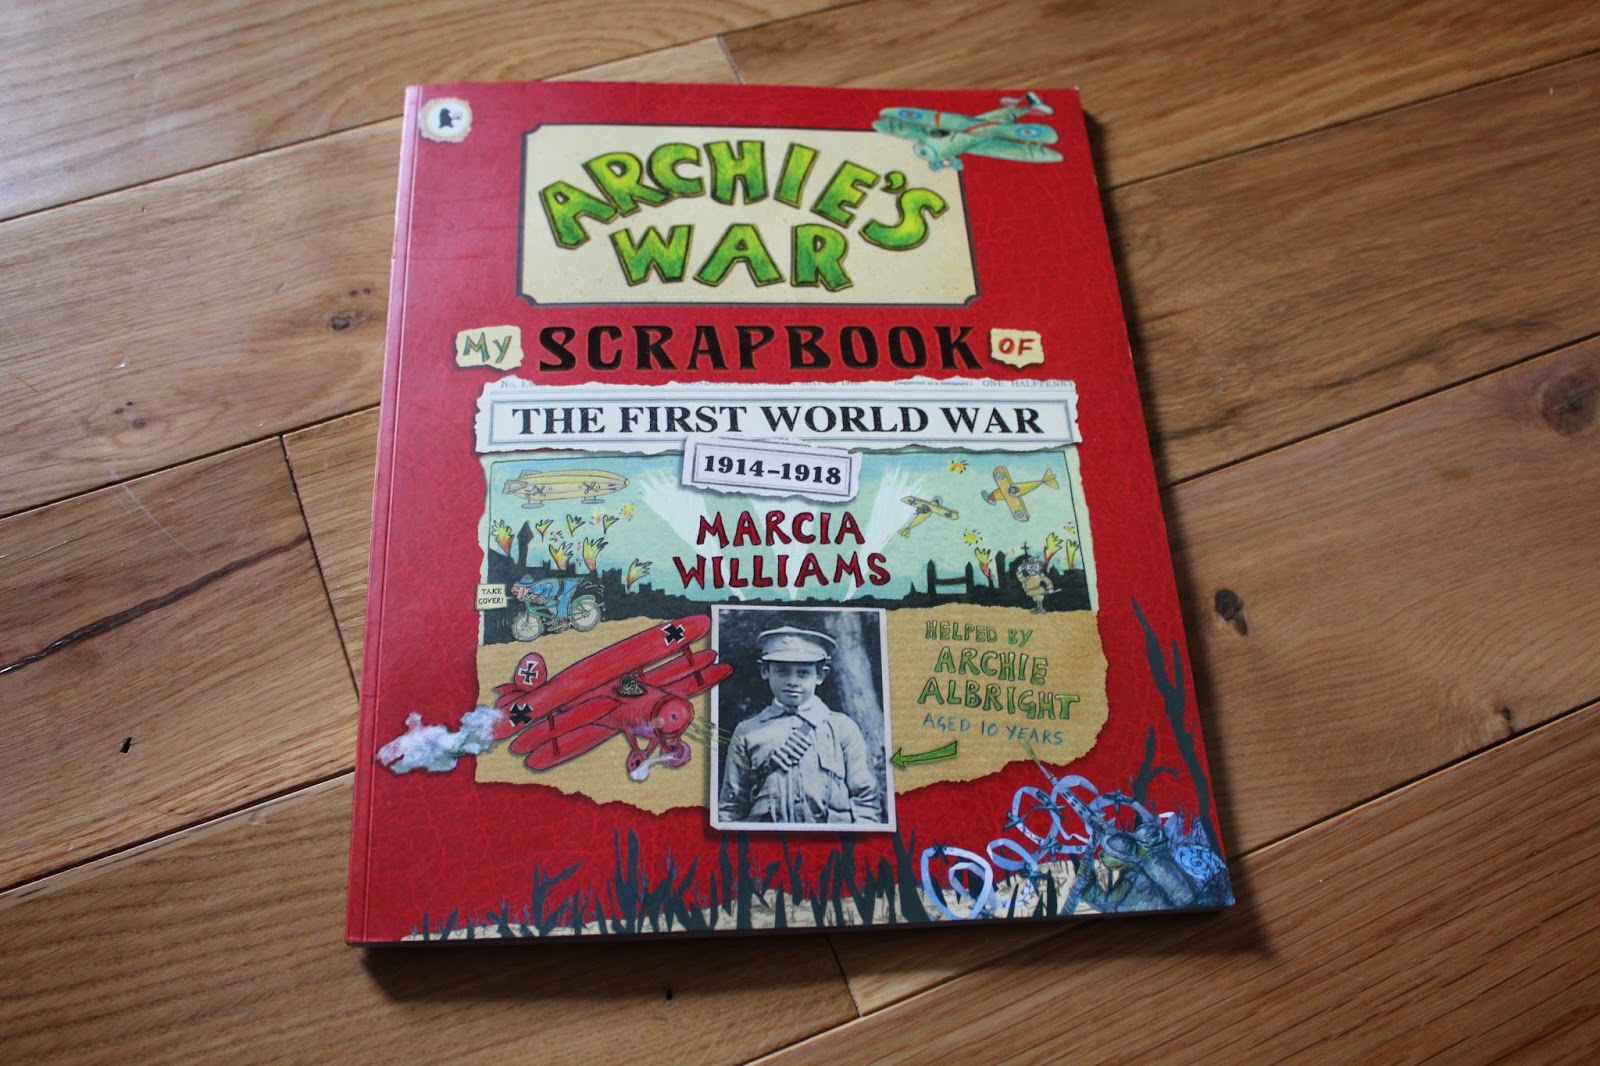 ARCHIE'S
WAR
MY SCRAPBOOK OF
ONE HALFPENNY
THE FIRST WORLD WAR
1914-1918
MARCIA
WILLIAMS
TAKE
COVER!
HELPED BY
ARCHIE
ALBRIGHT
AGED 10 YEARS